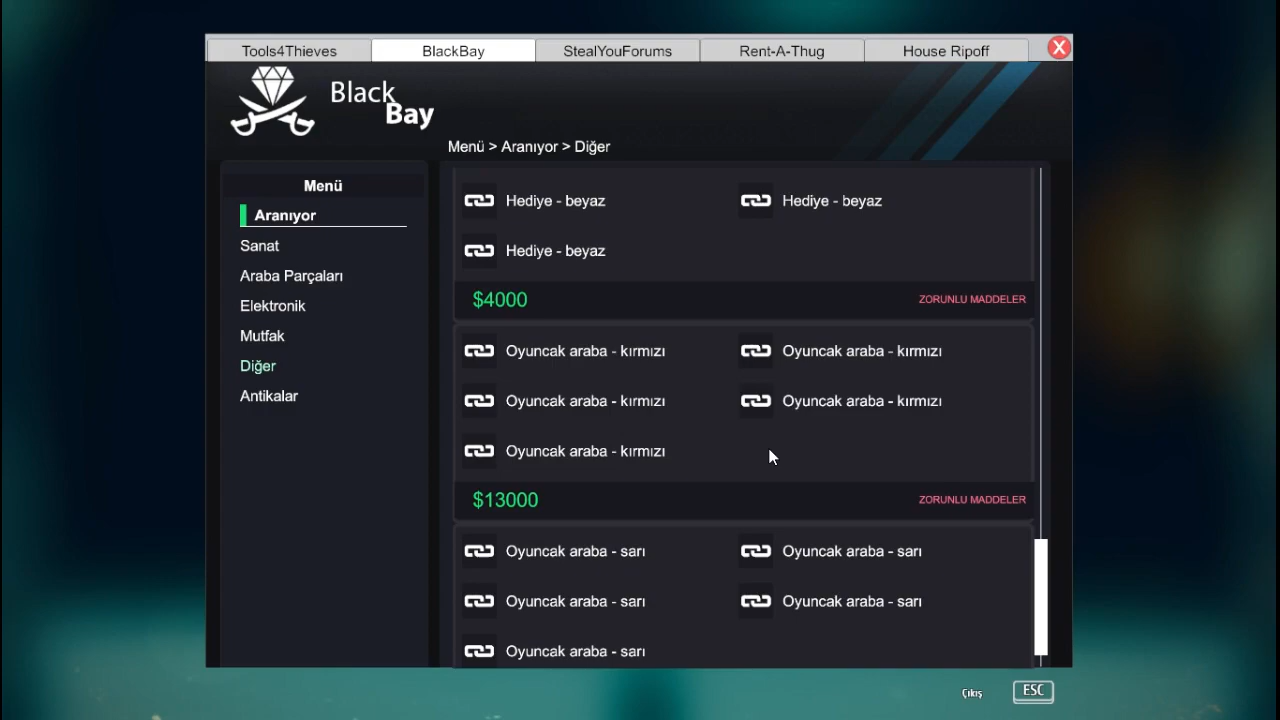 Tools4Thieves BlackBay StealYouForums Rent-A-Thug House Ripoff X
Black
Bay
Menü > Aranıyor > Diğer
Menü
Aranıyor
Sanat
Araba Parçaları
Elektronik
Mutfak
Diğer
Antikalar
Hediye - beyaz Hediye - beyaz
Hediye - beyaz
$4000 ZORUNLU MADDELER
Oyuncak araba - kırmızı Oyuncak araba - kırmızı
Oyuncak araba - kırmızı Oyuncak araba - kırmızı
Oyuncak araba - kırmızı
$13000 ZORUNLU MADDELER
Oyuncak araba - sarı Oyuncak araba - sarı
Oyuncak araba - sarı Oyuncak araba - sarı
Oyuncak araba - sarı
Çıkış ESC